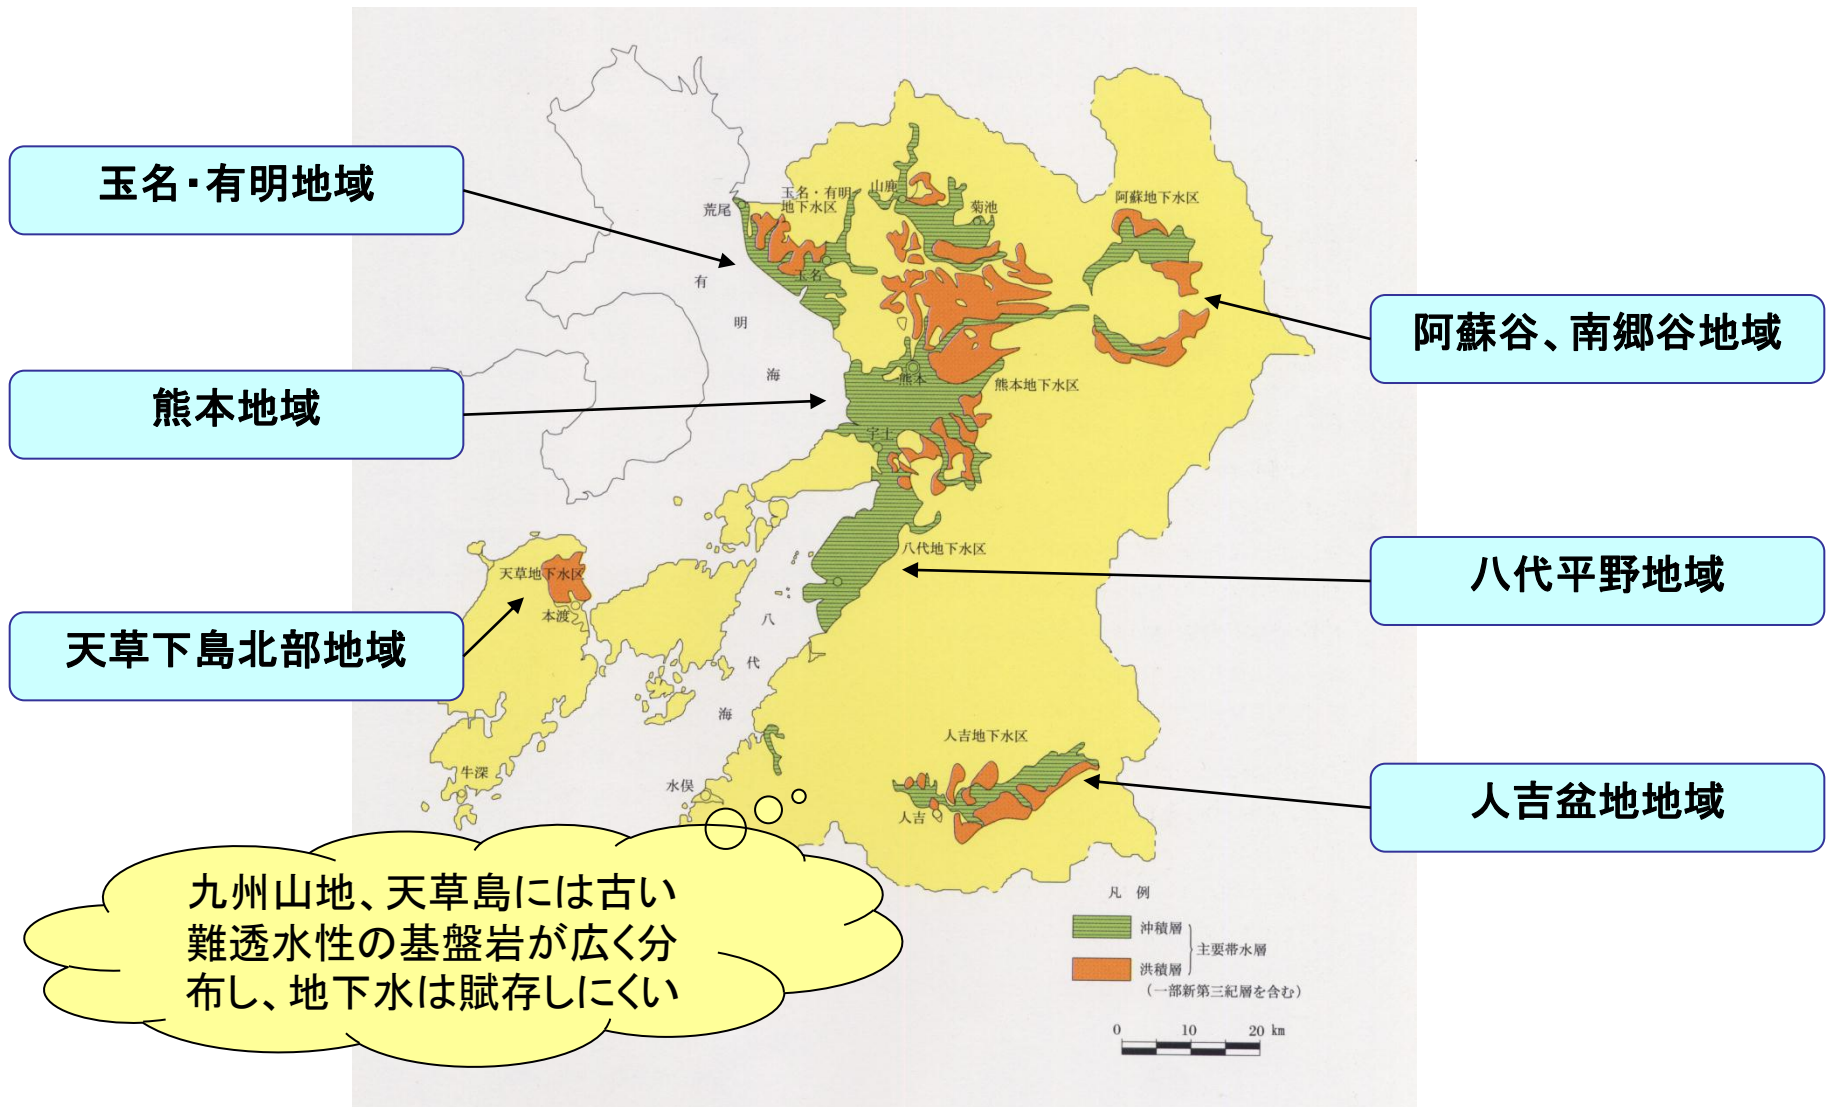 玉名・有明地域
熊本地域
天草下島北部地域
阿蘇谷、南郷谷地域
八代平野地域
人吉盆地地域
玉名・有明
地下水区
荒尾
玉名
山鹿
菊池
阿蘇地下水区
有
明
海
熊本
熊本地下水区
宇土
八代地下水区
天草地下水区
本渡
八
代
海
牛深
水俣
人吉地下水区
人吉
九州山地、天草島には古い
難透水性の基盤岩が広く分
布し、地下水は賦存しにくい
凡 例
沖積層
主要帯水層
洪積層
(一部新第三紀層を含む)
0 10 20 km